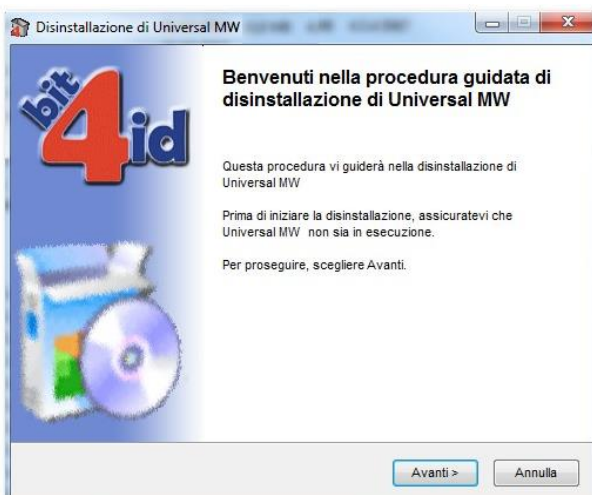 Disinstallazione di Universal MW
bit
4id
Benvenuti nella procedura guidata di
disinstallazione di Universal MW
Questa procedura vi guiderà nella disinstallazione di
Universal MW
Prima di iniziare la disinstallazione, assicuratevi che
Universal MW non sia in esecuzione.
Per proseguire, scegliere Avanti.
Avanti >
Annulla